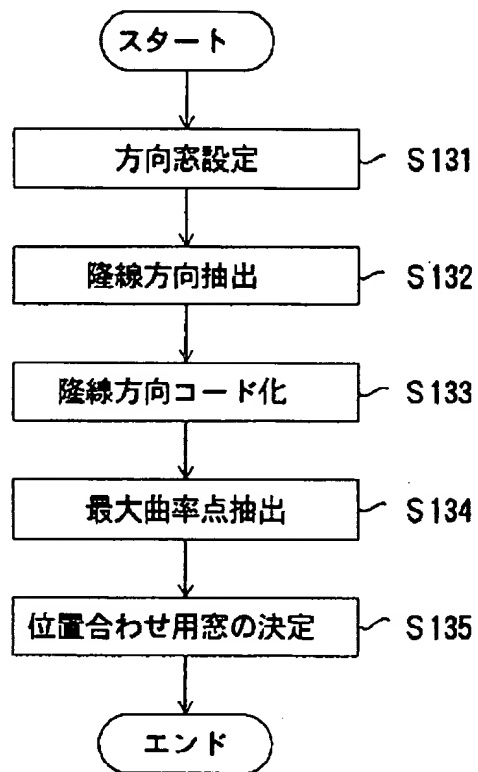 スタート
方向窓設定 S131
隆線方向抽出 S132
隆線方向コード化 S133
最大曲率点抽出 S134
位置合わせ用窓の決定 S135
エンド